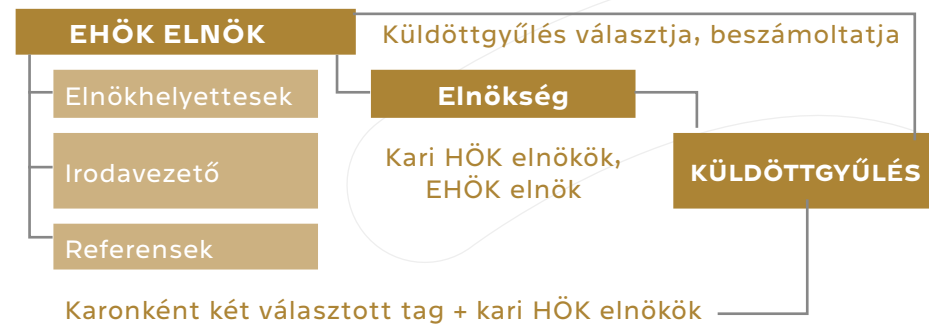 EHÖK ELNÖK
Küldöttgyűlés választja, beszámoltatja
Elnökhelyettesek
Elnökség
Irodavezető
Kari HÖK elnökök,
EHÖK elnök
KÜLDÖTTGYŰLÉS
Referensek
Karonként két választott tag + kari HÖK elnökök